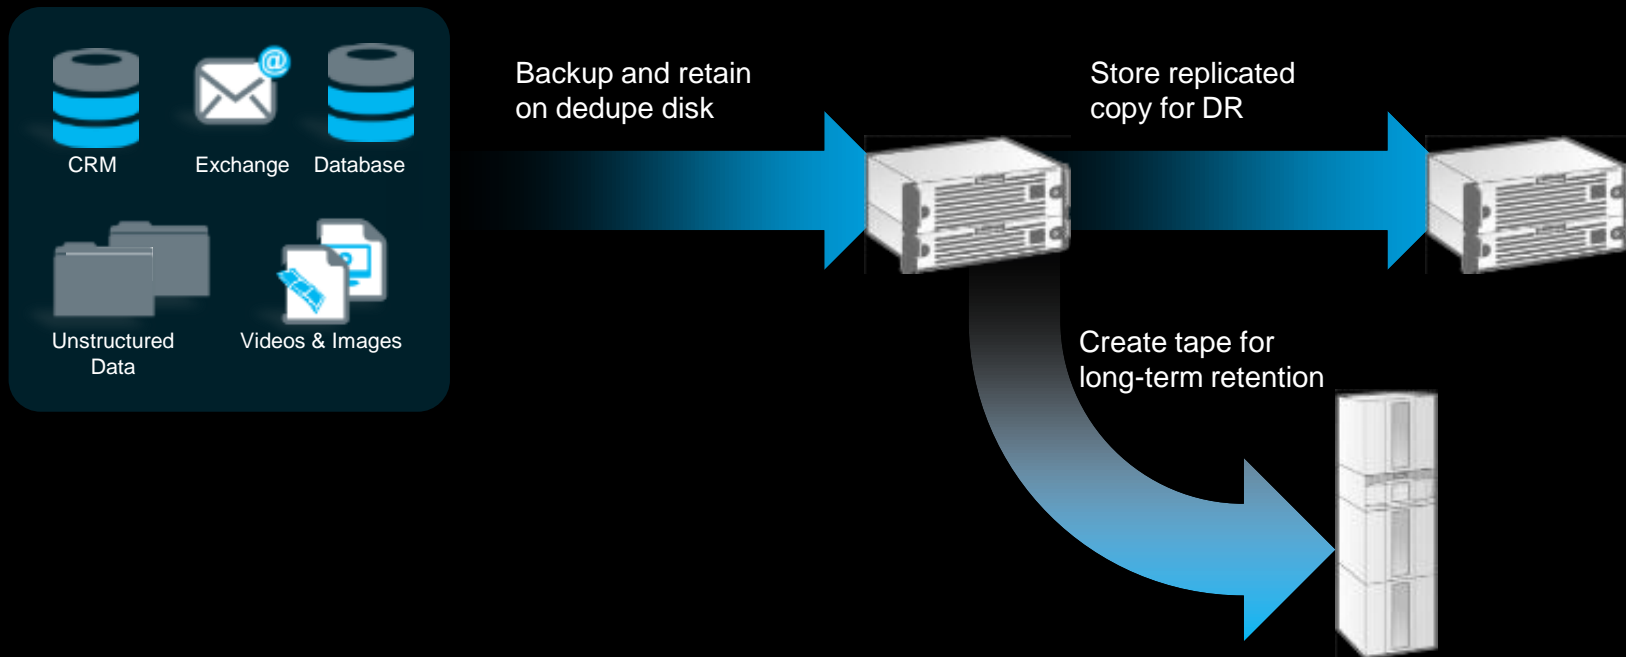 Backup and retain
on dedupe disk
Store replicated
copy for DR
@
CRM
Exchange
Database
Unstructured
Data
Videos & Images
Create tape for
long-term retention